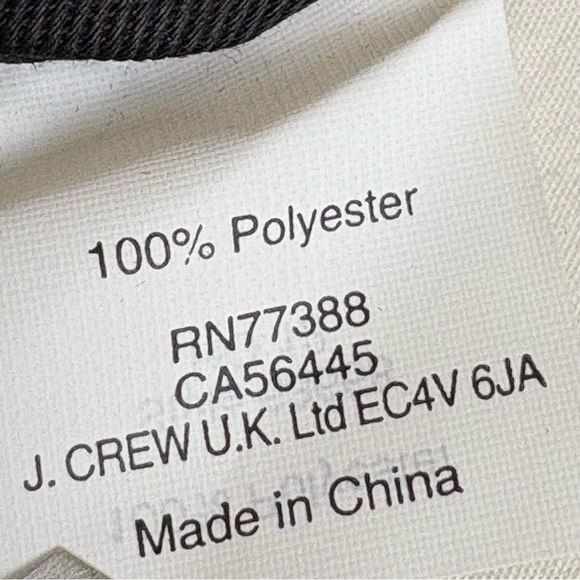 100% Polyester
RN77388
CA56445
J. CREW U.K. Ltd EC4V 6JA
Made in China